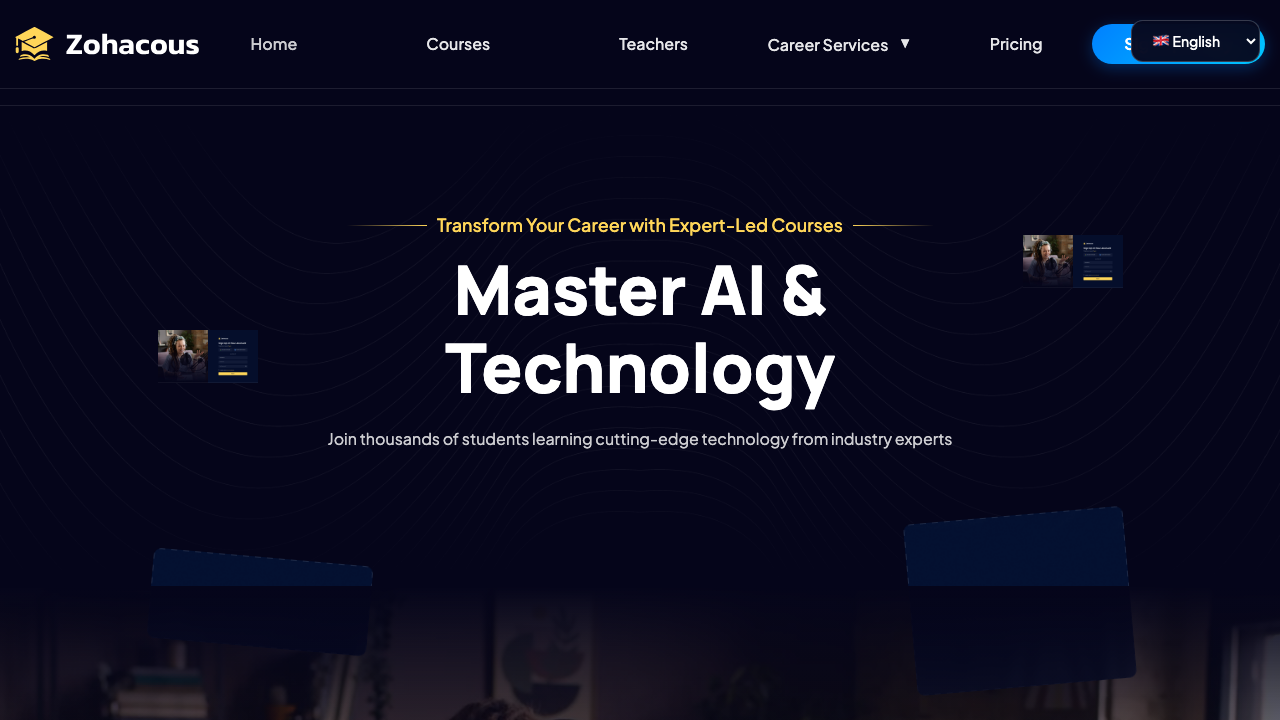 Zohacous
Home
Courses
Teachers
Career Services ▼
Pricing
S
🇬🇧 English
Transform Your Career with Expert-Led Courses
Master AI &
Technology
Join thousands of students learning cutting-edge technology from industry experts